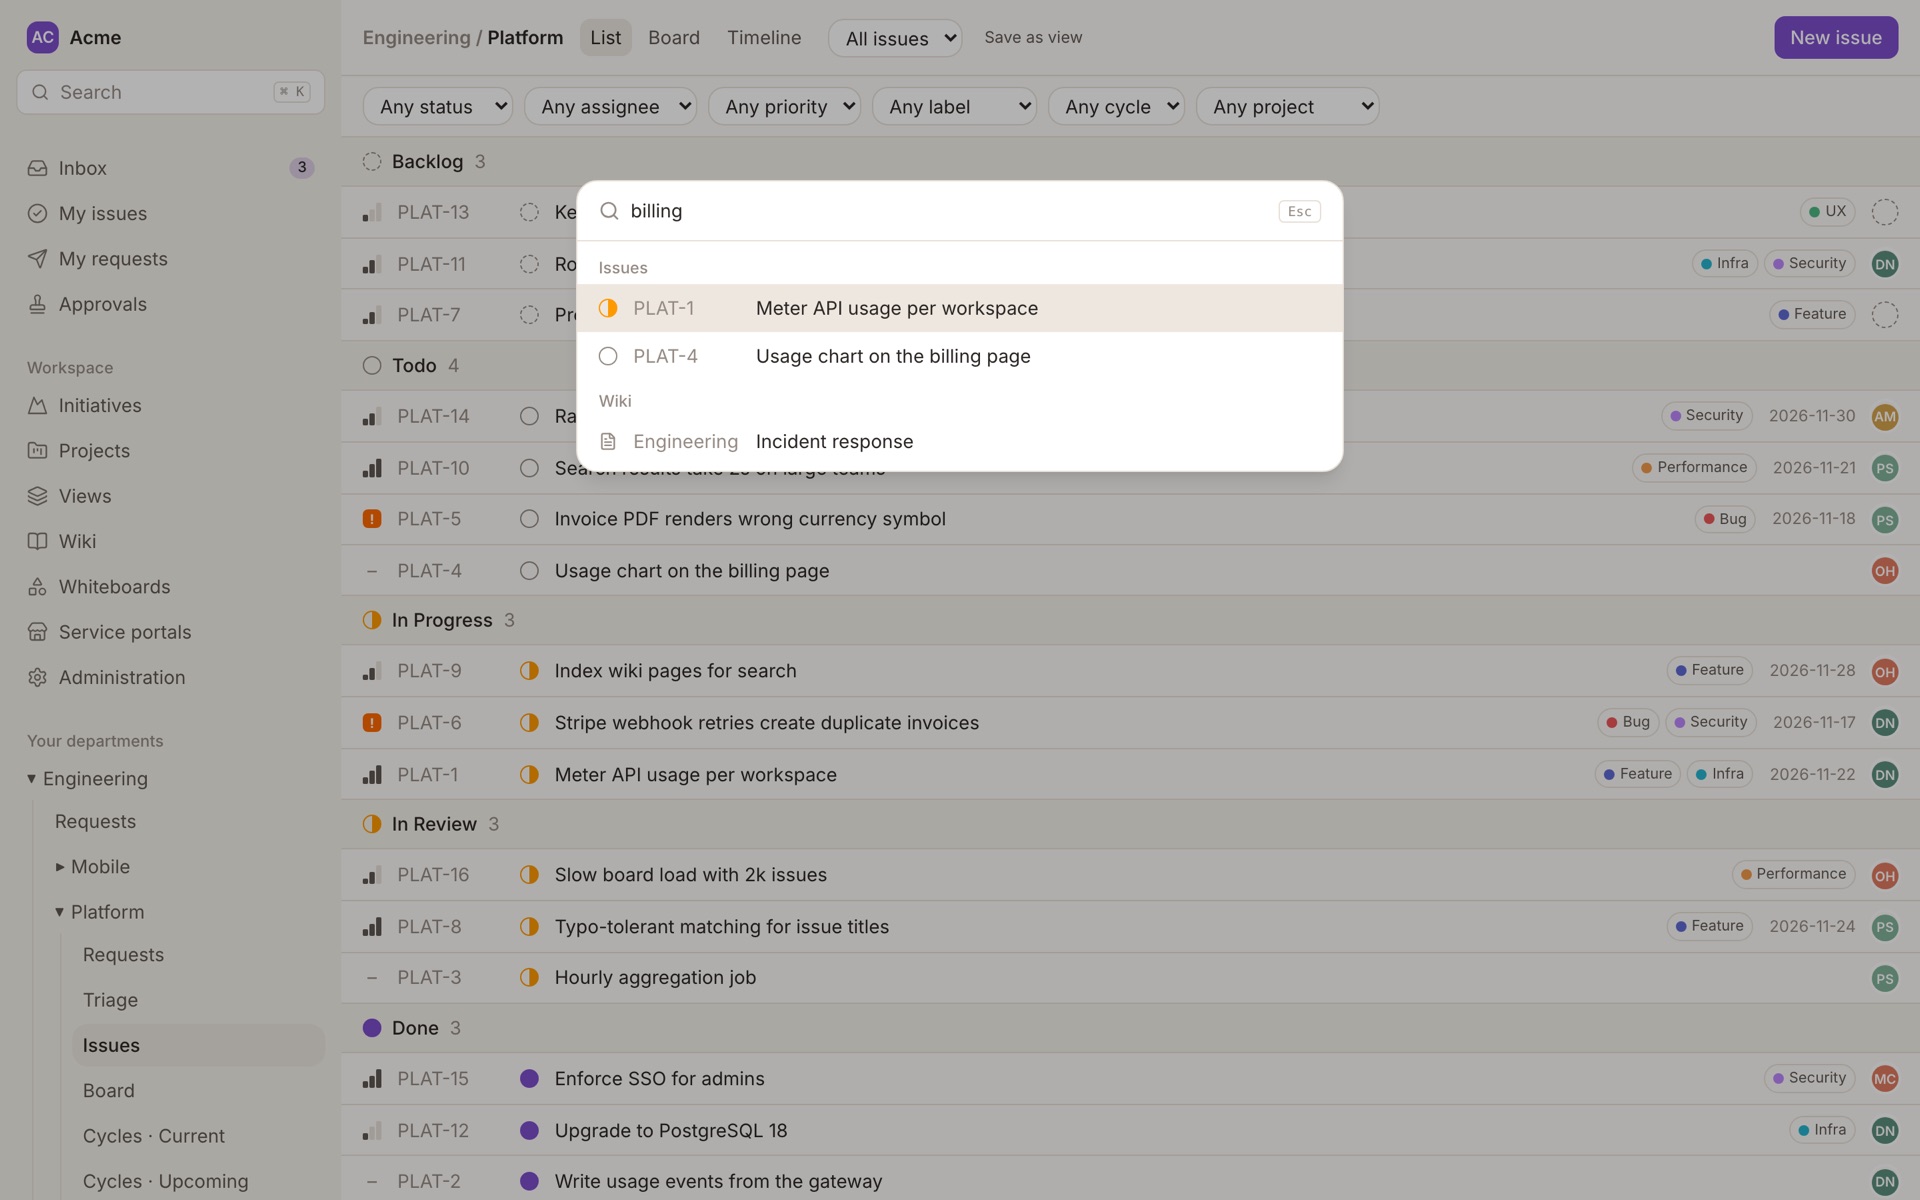 AC Acme
Search ⌘ K
Inbox 3
My issues
My requests
Approvals
Workspace
Initiatives
Projects
Views
Wiki
Whiteboards
Service portals
Administration
Your departments
Engineering
Requests
Mobile
Platform
Requests
Triage
Issues
Board
Cycles · Current
Cycles · Upcoming
Engineering / Platform List Board Timeline All issues Save as view New issue
Any status Any assignee Any priority Any label Any cycle Any project
Backlog 3
PLAT-13 Ke UX
PLAT-11 Ro Infra Security DN
PLAT-7 Pr Feature
Todo 4
PLAT-14 Ra Security 2026-11-30 AM
PLAT-10 Search results take 2s on large teams Performance 2026-11-21 PS
PLAT-5 Invoice PDF renders wrong currency symbol Bug 2026-11-18 PS
PLAT-4 Usage chart on the billing page OH
In Progress 3
PLAT-9 Index wiki pages for search Feature 2026-11-28 OH
PLAT-6 Stripe webhook retries create duplicate invoices Bug Security 2026-11-17 DN
PLAT-1 Meter API usage per workspace Feature Infra 2026-11-22 DN
In Review 3
PLAT-16 Slow board load with 2k issues Performance OH
PLAT-8 Typo-tolerant matching for issue titles Feature 2026-11-24 PS
PLAT-3 Hourly aggregation job PS
Done 3
PLAT-15 Enforce SSO for admins Security MC
PLAT-12 Upgrade to PostgreSQL 18 Infra DN
PLAT-2 Write usage events from the gateway DN
billing Esc
Issues
PLAT-1 Meter API usage per workspace
PLAT-4 Usage chart on the billing page
Wiki
Engineering Incident response